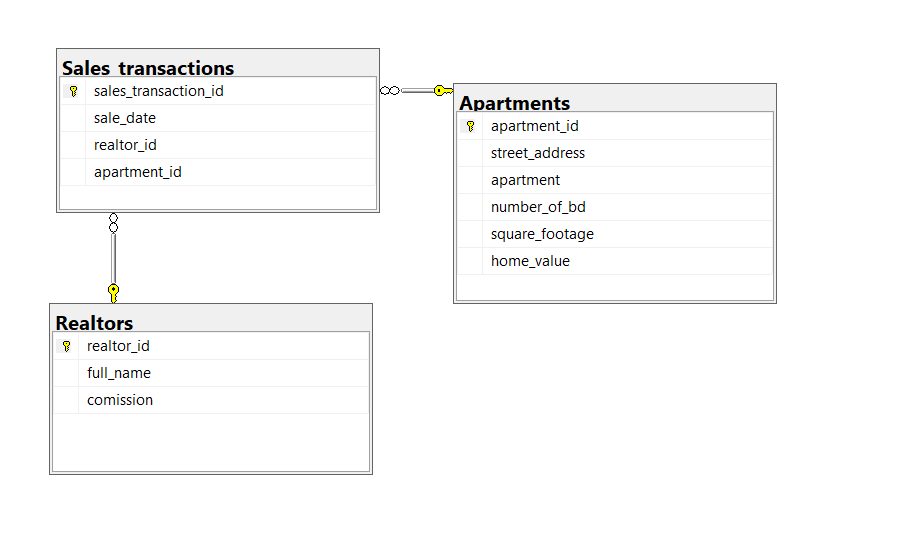 Sales_transactions
sales_transaction_id
sale_date
realtor_id
apartment_id
Apartments
apartment_id
street_address
apartment
number_of_bd
square_footage
home_value
Realtors
realtor_id
full_name
comission